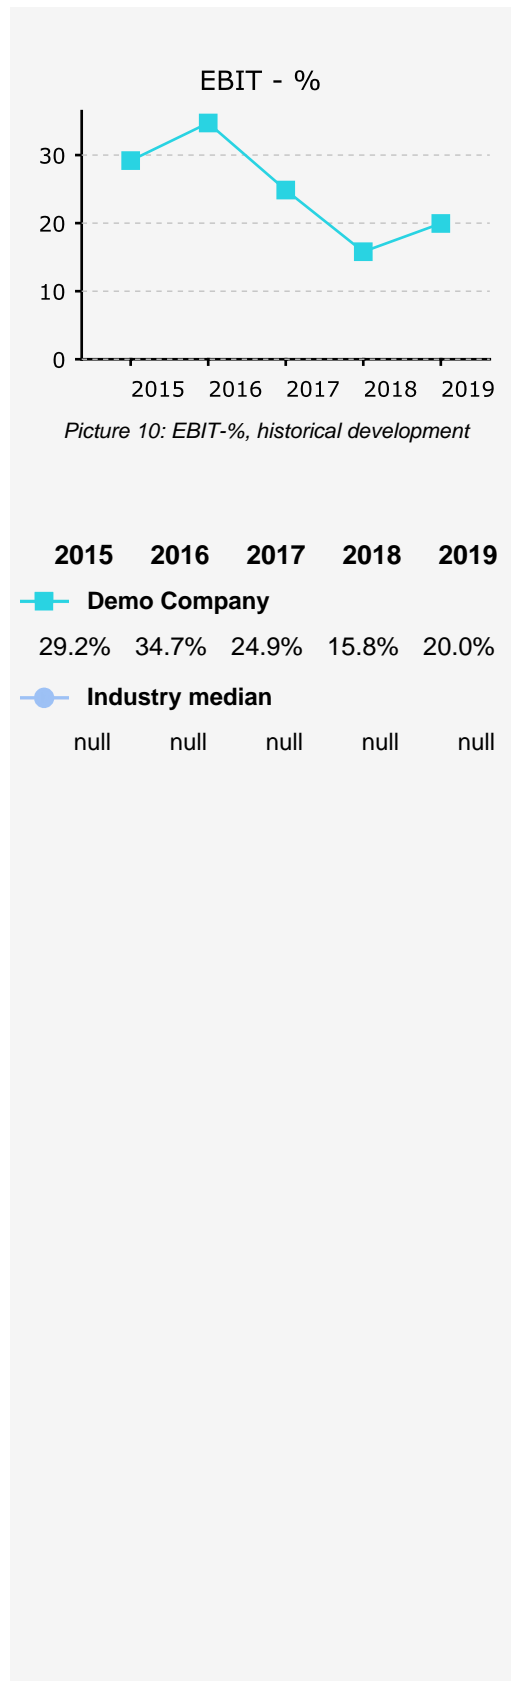 EBIT - %
30
20
10
0
2015 2016 2017 2018 2019
Picture 10: EBIT-%, historical development
2015 2016 2017 2018 2019
Demo Company
29.2% 34.7% 24.9% 15.8% 20.0%
Industry median
null null null null null